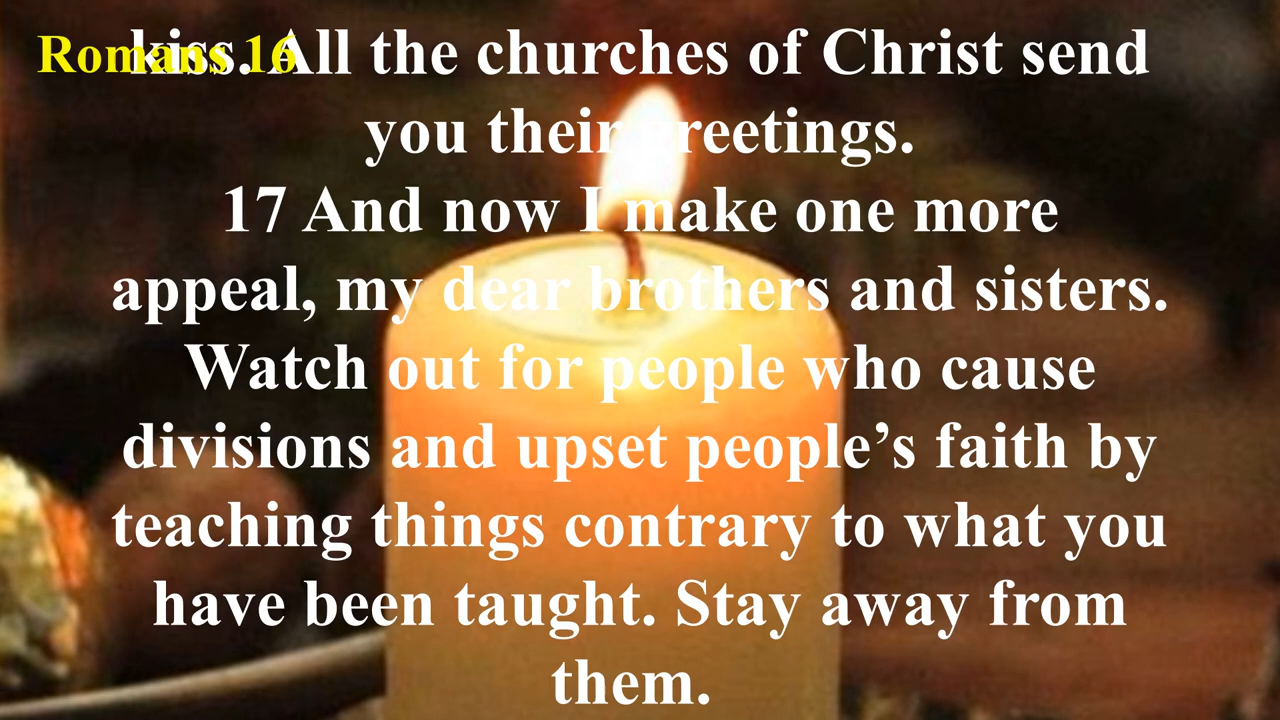 Romans 16
kiss. All the churches of Christ send
you their greetings.
17 And now I make one more
appeal, my dear brothers and sisters.
Watch out for people who cause
divisions and upset people’s faith by
teaching things contrary to what you
have been taught. Stay away from
them.